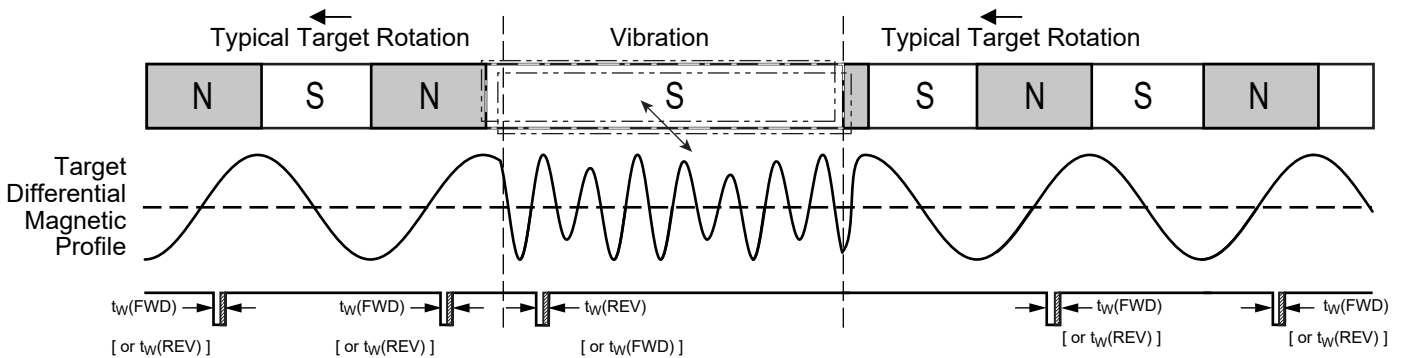 Typical Target Rotation
Vibration
Typical Target Rotation
N S N S S N S N
Target
Differential
Magnetic
Profile
tW(FWD) tW(FWD) tW(REV) tW(FWD) tW(FWD)
[ or tW(REV) ] [ or tW(REV) ] [ or tW(FWD) ] [ or tW(REV) ] [ or tW(REV) ]